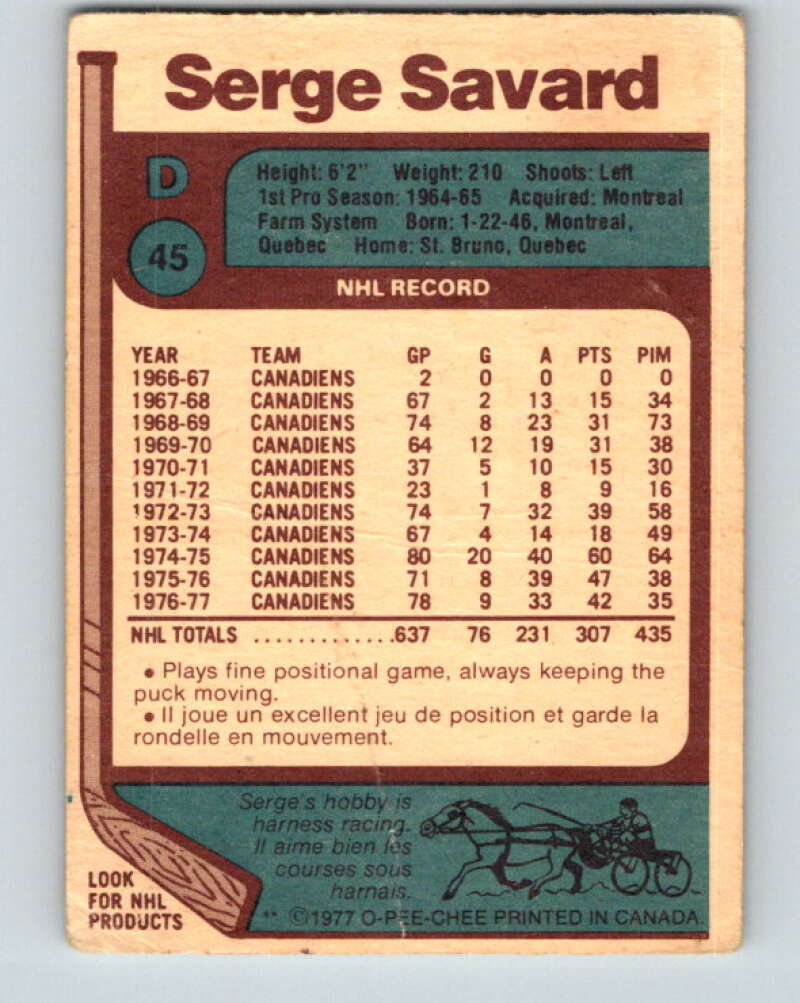 Serge Savard
D
45
Height: 6'2" Weight: 210 Shoots: Left
1st Pro Season: 1964-65 Acquired: Montreal
Farm System Born: 1-22-46, Montreal,
Quebec Home: St. Bruno, Quebec
NHL RECORD
YEAR TEAM GP G A PTS PIM
1966-67 CANADIENS 2 0 0 0 0
1967-68 CANADIENS 67 2 13 15 34
1968-69 CANADIENS 74 8 23 31 73
1969-70 CANADIENS 64 12 19 31 38
1970-71 CANADIENS 37 5 10 15 30
1971-72 CANADIENS 23 1 8 9 16
1972-73 CANADIENS 74 7 32 39 58
1973-74 CANADIENS 67 4 14 18 49
1974-75 CANADIENS 80 20 40 60 64
1975-76 CANADIENS 71 8 39 47 38
1976-77 CANADIENS 78 9 33 42 35
NHL TOTALS .............637 76 231 307 435
• Plays fine positional game, always keeping the
puck moving.
• Il joue un excellent jeu de position et garde la
rondelle en mouvement.
Serge's hobby is
harness racing.
Il aime bien les
courses sous
harnais.
LOOK
FOR NHL
PRODUCTS
** ©1977 O-PEE-CHEE PRINTED IN CANADA.